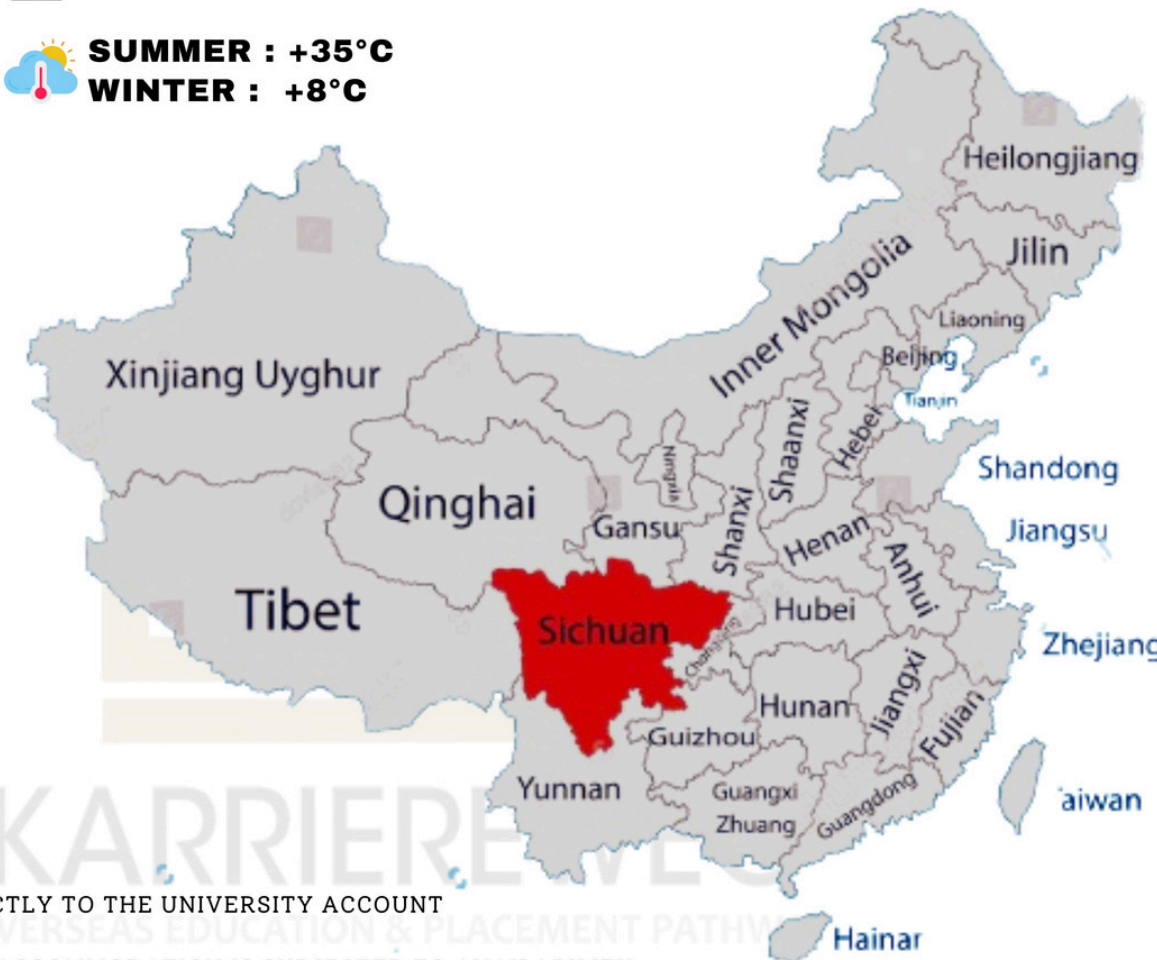 SUMMER : +35°C
WINTER : +8°C
Heilongjiang
Jilin
Inner Mongolia
Liaoning
Xinjiang Uyghur
Beijing
Tianjin
Shaanxi
Hebei
Ningxia
Shandong
Qinghai
Gansu
Shanxi
Henan
Jiangsu
Anhui
Tibet
Sichuan
Hubei
Chongqing
Zhejiang
Jiangxi
Hunan
Fujian
Guizhou
Yunnan
Guangxi
Zhuang
Guangdong
aiwan
KARRIERE WEG
CTLY TO THE UNIVERSITY ACCOUNT
VERSEAS EDUCATION & PLACEMENT PATHW
Hainar